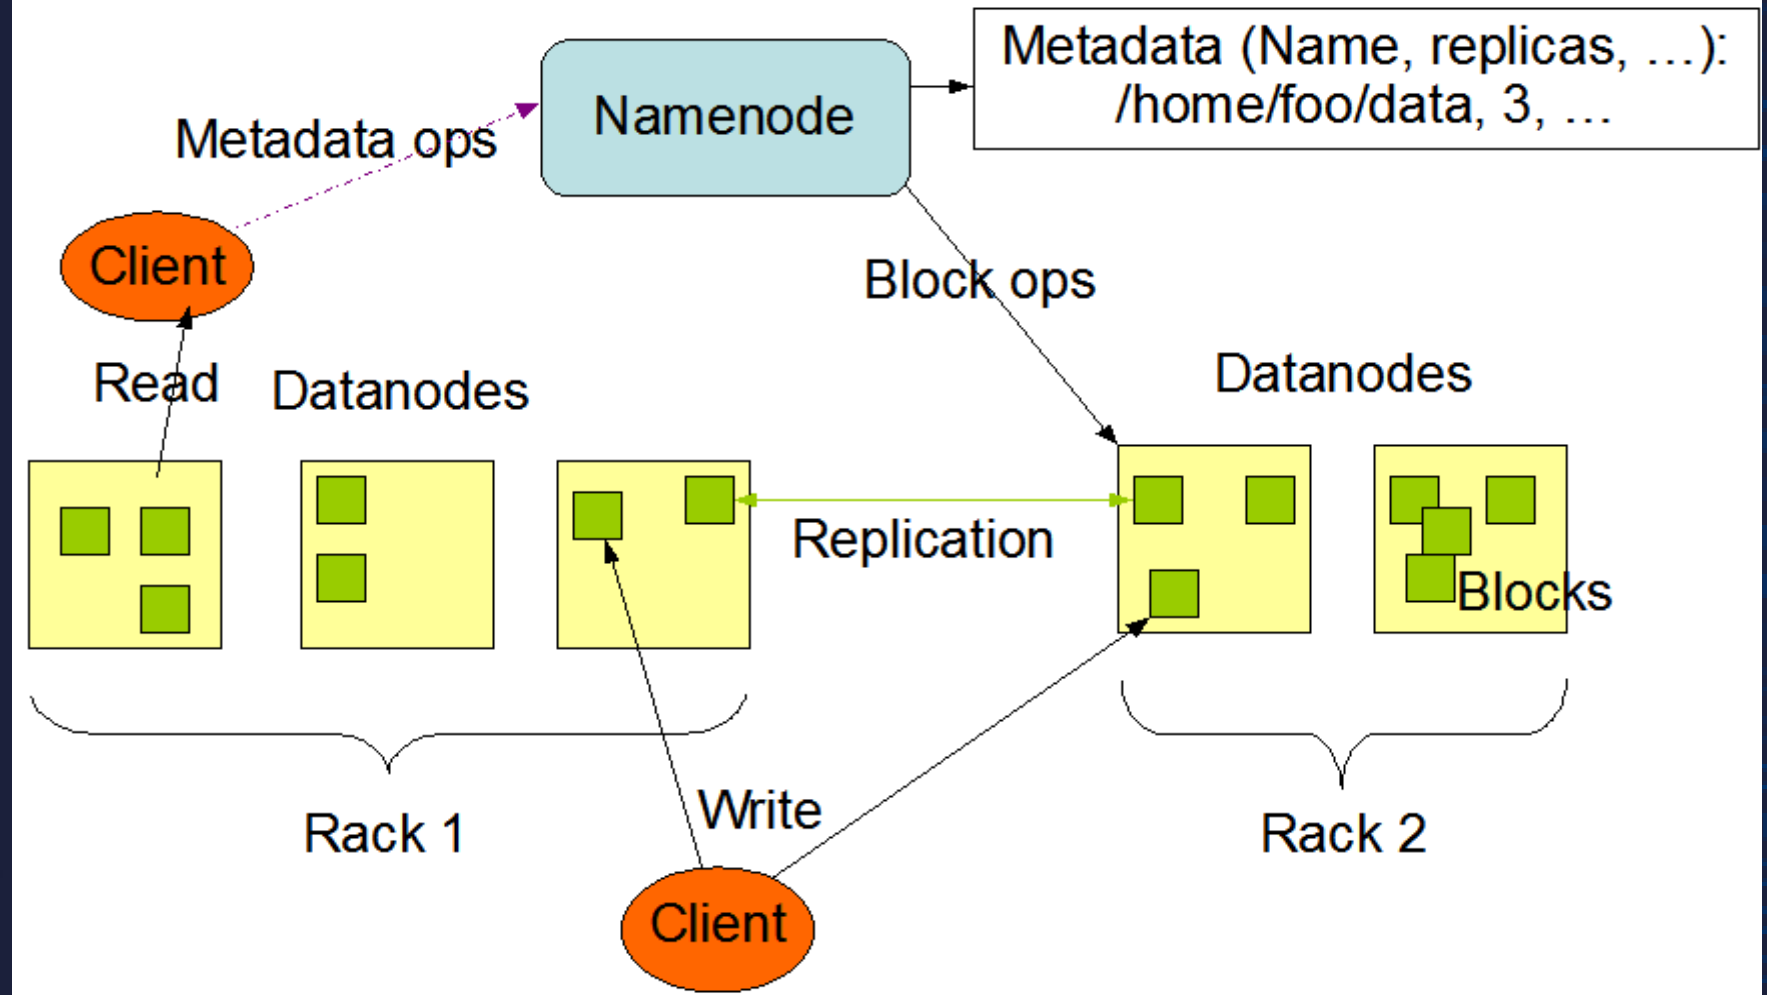 Metadata (Name, replicas, …):
/home/foo/data, 3, …
Namenode
Metadata ops
Client
Block ops
Read
Datanodes
Datanodes
Replication
Blocks
Rack 1
Write
Rack 2
Client